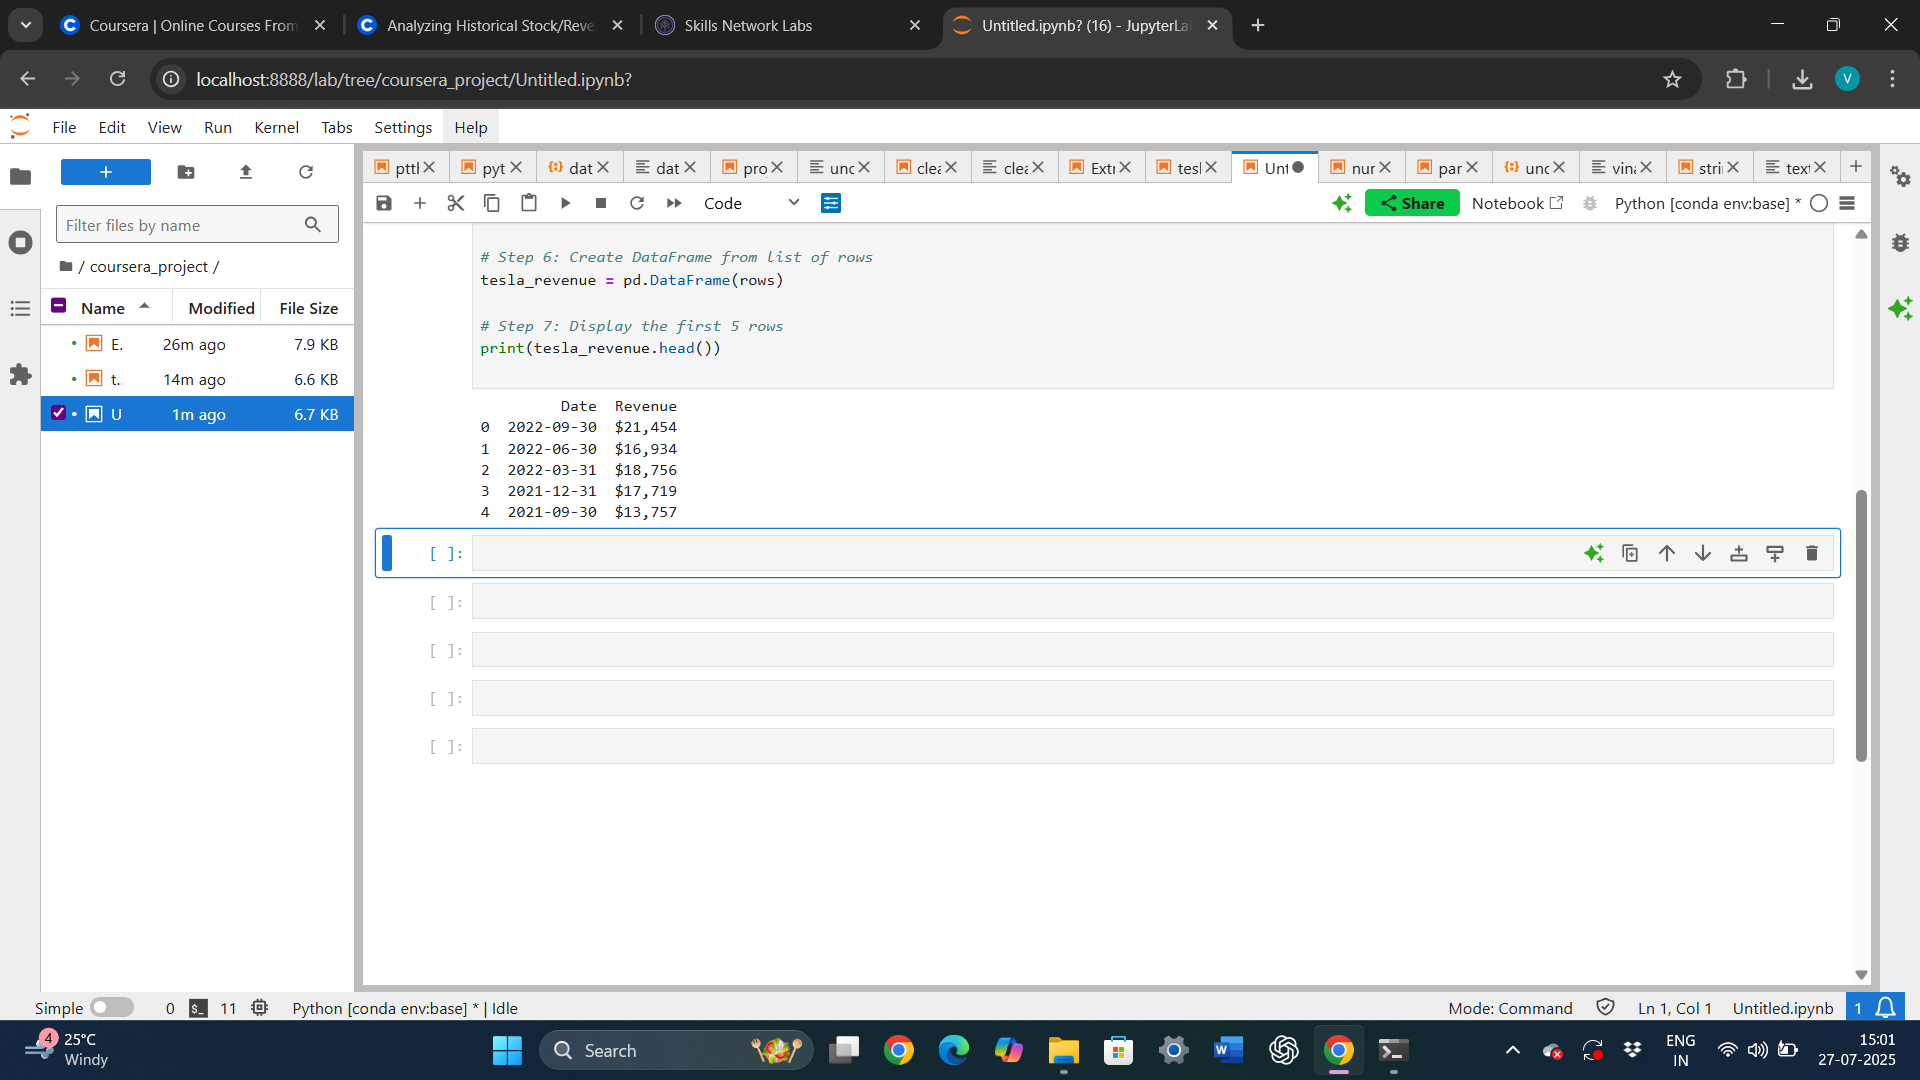 Coursera | Online Courses From
Analyzing Historical Stock/Reve
Skills Network Labs
Untitled.ipynb? (16) - JupyterLa
localhost:8888/lab/tree/coursera_project/Untitled.ipynb?
V
File Edit View Run Kernel Tabs Settings Help
pttl pyt dat dat pro unc clea clea Extr tesl Unt nur par unc vina stri text
Code
Share
Notebook
Python [conda env:base] *
Filter files by name
/ coursera_project /
Name Modified File Size
E. 26m ago 7.9 KB
t. 14m ago 6.6 KB
U 1m ago 6.7 KB
# Step 6: Create DataFrame from list of rows
tesla_revenue = pd.DataFrame(rows)
# Step 7: Display the first 5 rows
print(tesla_revenue.head())
Date Revenue
0 2022-09-30 $21,454
1 2022-06-30 $16,934
2 2022-03-31 $18,756
3 2021-12-31 $17,719
4 2021-09-30 $13,757
[ ]:
[ ]:
[ ]:
[ ]:
[ ]:
Simple 0 $_ 11 Python [conda env:base] * | Idle
Mode: Command Ln 1, Col 1 Untitled.ipynb 1
4 25°C
Windy
Search
ENG
IN
15:01
27-07-2025